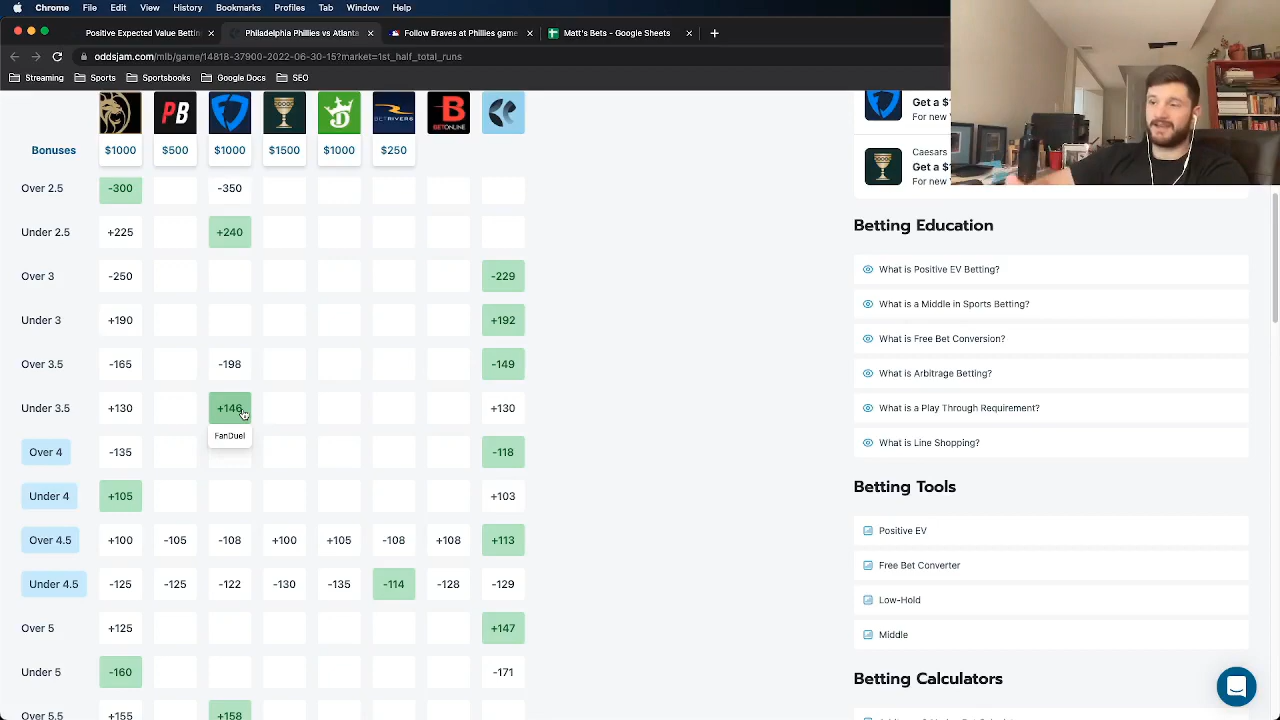 Chrome File Edit View History Bookmarks Profiles Tab Window Help
Positive Expected Value Bettin Philadelphia Phillies vs Atlanta Follow Braves at Phillies game Matt's Bets - Google Sheets
oddsjam.com/mlb/game/14818-37900-2022-06-30-15?market=1st_half_total_runs
Streaming Sports Sportsbooks Google Docs SEO
PB BETONLINE
Bonuses $1000 $500 $1000 $1500 $1000 $250
Over 2.5 -300 -350
Under 2.5 +225 +240
Over 3 -250 -229
Under 3 +190 +192
Over 3.5 -165 -198 -149
Under 3.5 +130 +146 +130
FanDuel
Over 4 -135 -118
Under 4 +105 +103
Over 4.5 +100 -105 -108 +100 +105 -108 +108 +113
Under 4.5 -125 -125 -122 -130 -135 -114 -128 -129
Over 5 +125 +147
Under 5 -160 -171
Over 5.5 +155 +158
Get a $1
For new
Caesars
Get a $1
For new
Betting Education
What is Positive EV Betting?
What is a Middle in Sports Betting?
What is Free Bet Conversion?
What is Arbitrage Betting?
What is a Play Through Requirement?
What is Line Shopping?
Betting Tools
Positive EV
Free Bet Converter
Low-Hold
Middle
Betting Calculators